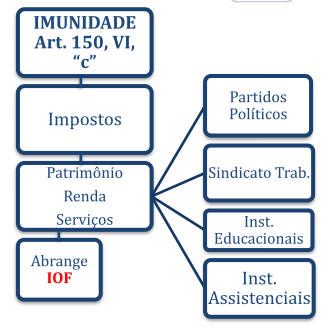 IMUNIDADE
Art. 150, VI,
“c”
Impostos
Patrimônio
Renda
Serviços
Abrange
IOF
Partidos
Políticos
Sindicato Trab.
Inst.
Educacionais
Inst.
Assistenciais